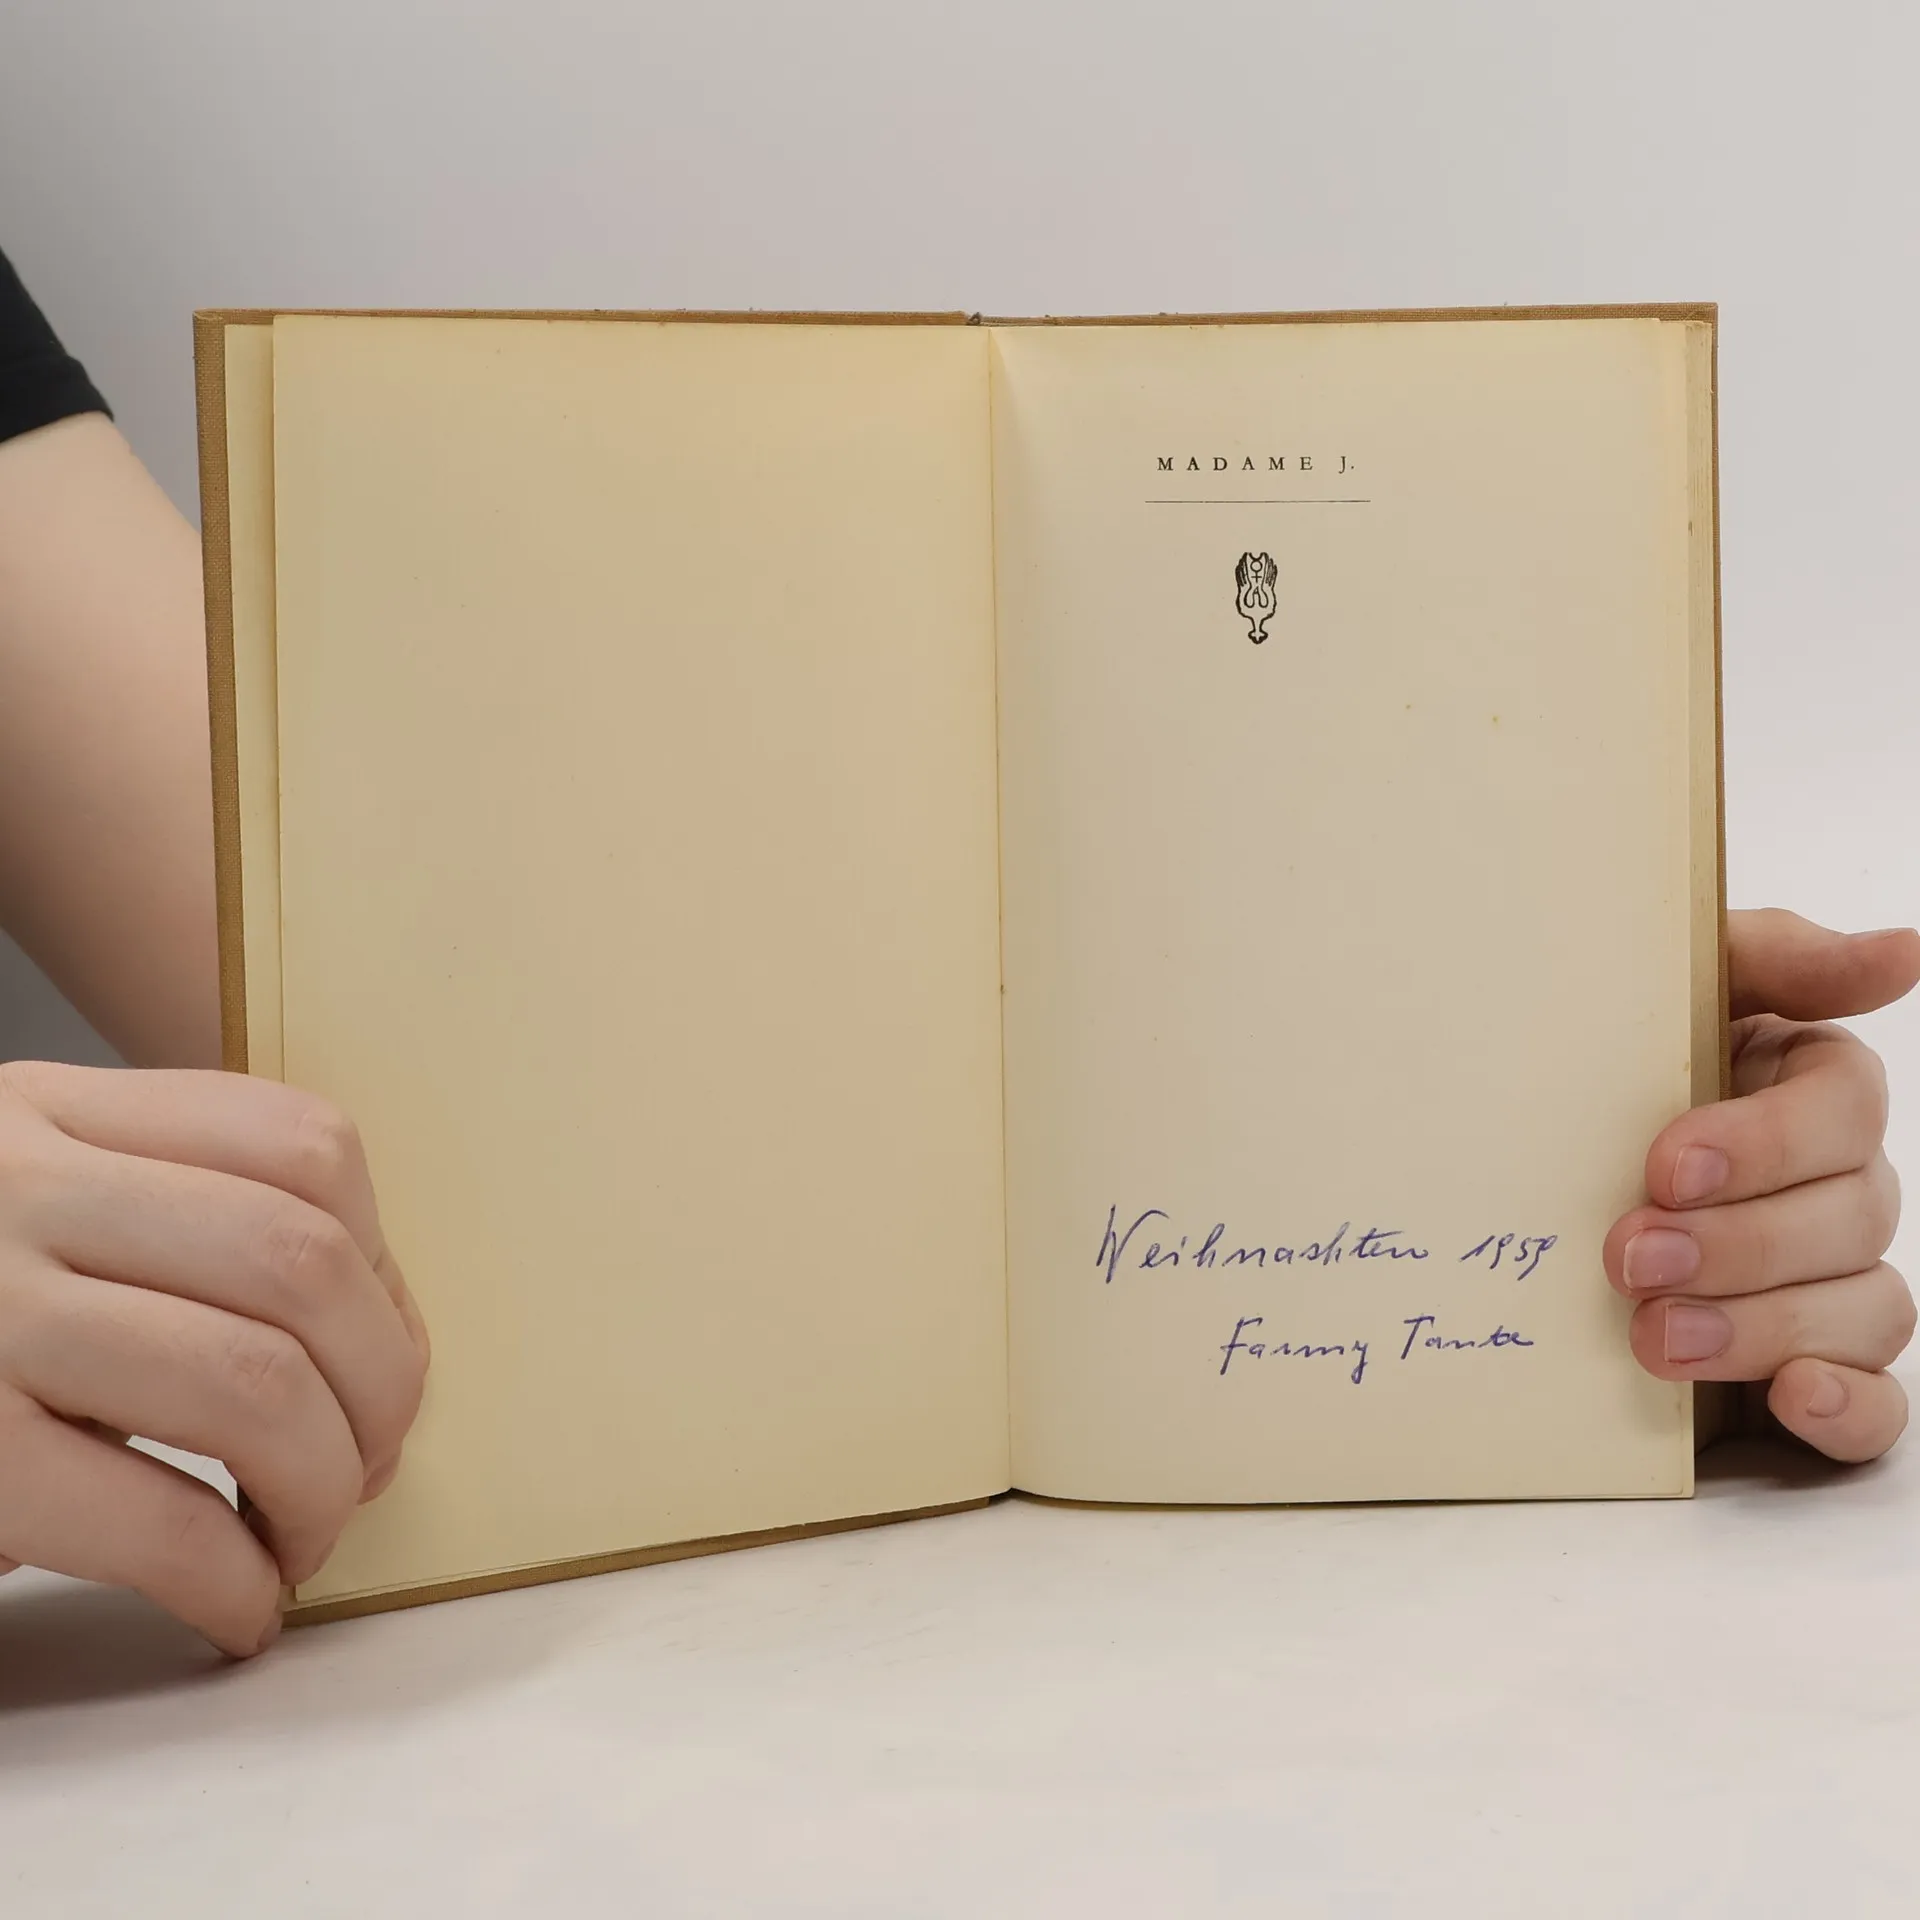 MADAME J.
Weihnachten 1959
Fanny Tante